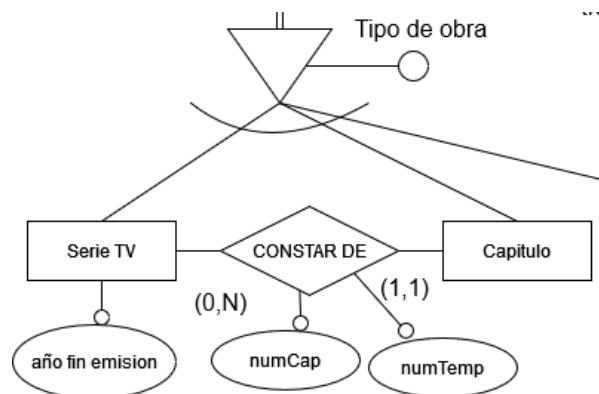 Tipo de obra
Serie TV
CONSTAR DE
Capitulo
(0,N)
(1,1)
año fin emision
numCap
numTemp